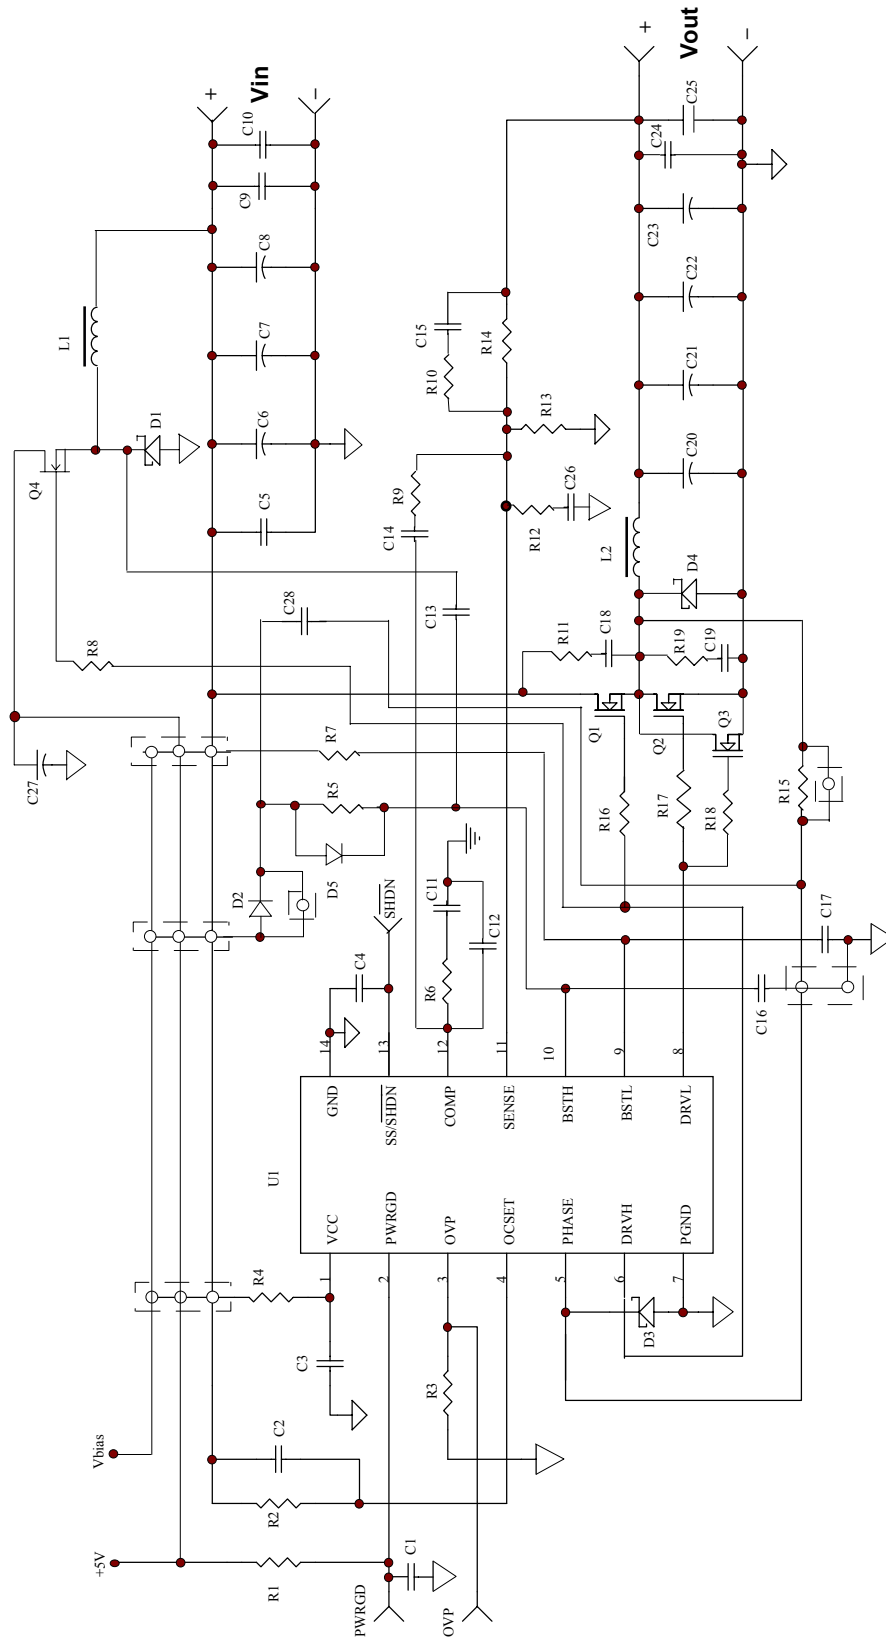 C27
Q4
L1
R8
+5V
Vbias
D1
+
D2
C9
C10
R4
Vin
C5
C6
C7
C8
R1
R2
C2
U1
C28
C3
−
D5
R5
R7
1
VCC
GND
14
C4
PWRGD
2
PWRGD
SS/SHDN
13
SHDN
C14
R9
C1
R3
R6
C11
C13
R10
C15
OVP
3
OVP
COMP
12
C12
R14
4
OCSET
SENSE
11
R12
C26
R13
5
PHASE
BSTH
10
R11
Q1
R16
C18
L2
6
DRVH
BSTL
9
+
D3
Q2
R17
R19
C23
C24
7
PGND
DRVL
8
Vout
D4
C20
C21
C22
C25
R18
C19
Q3
−
C16
R15
C17